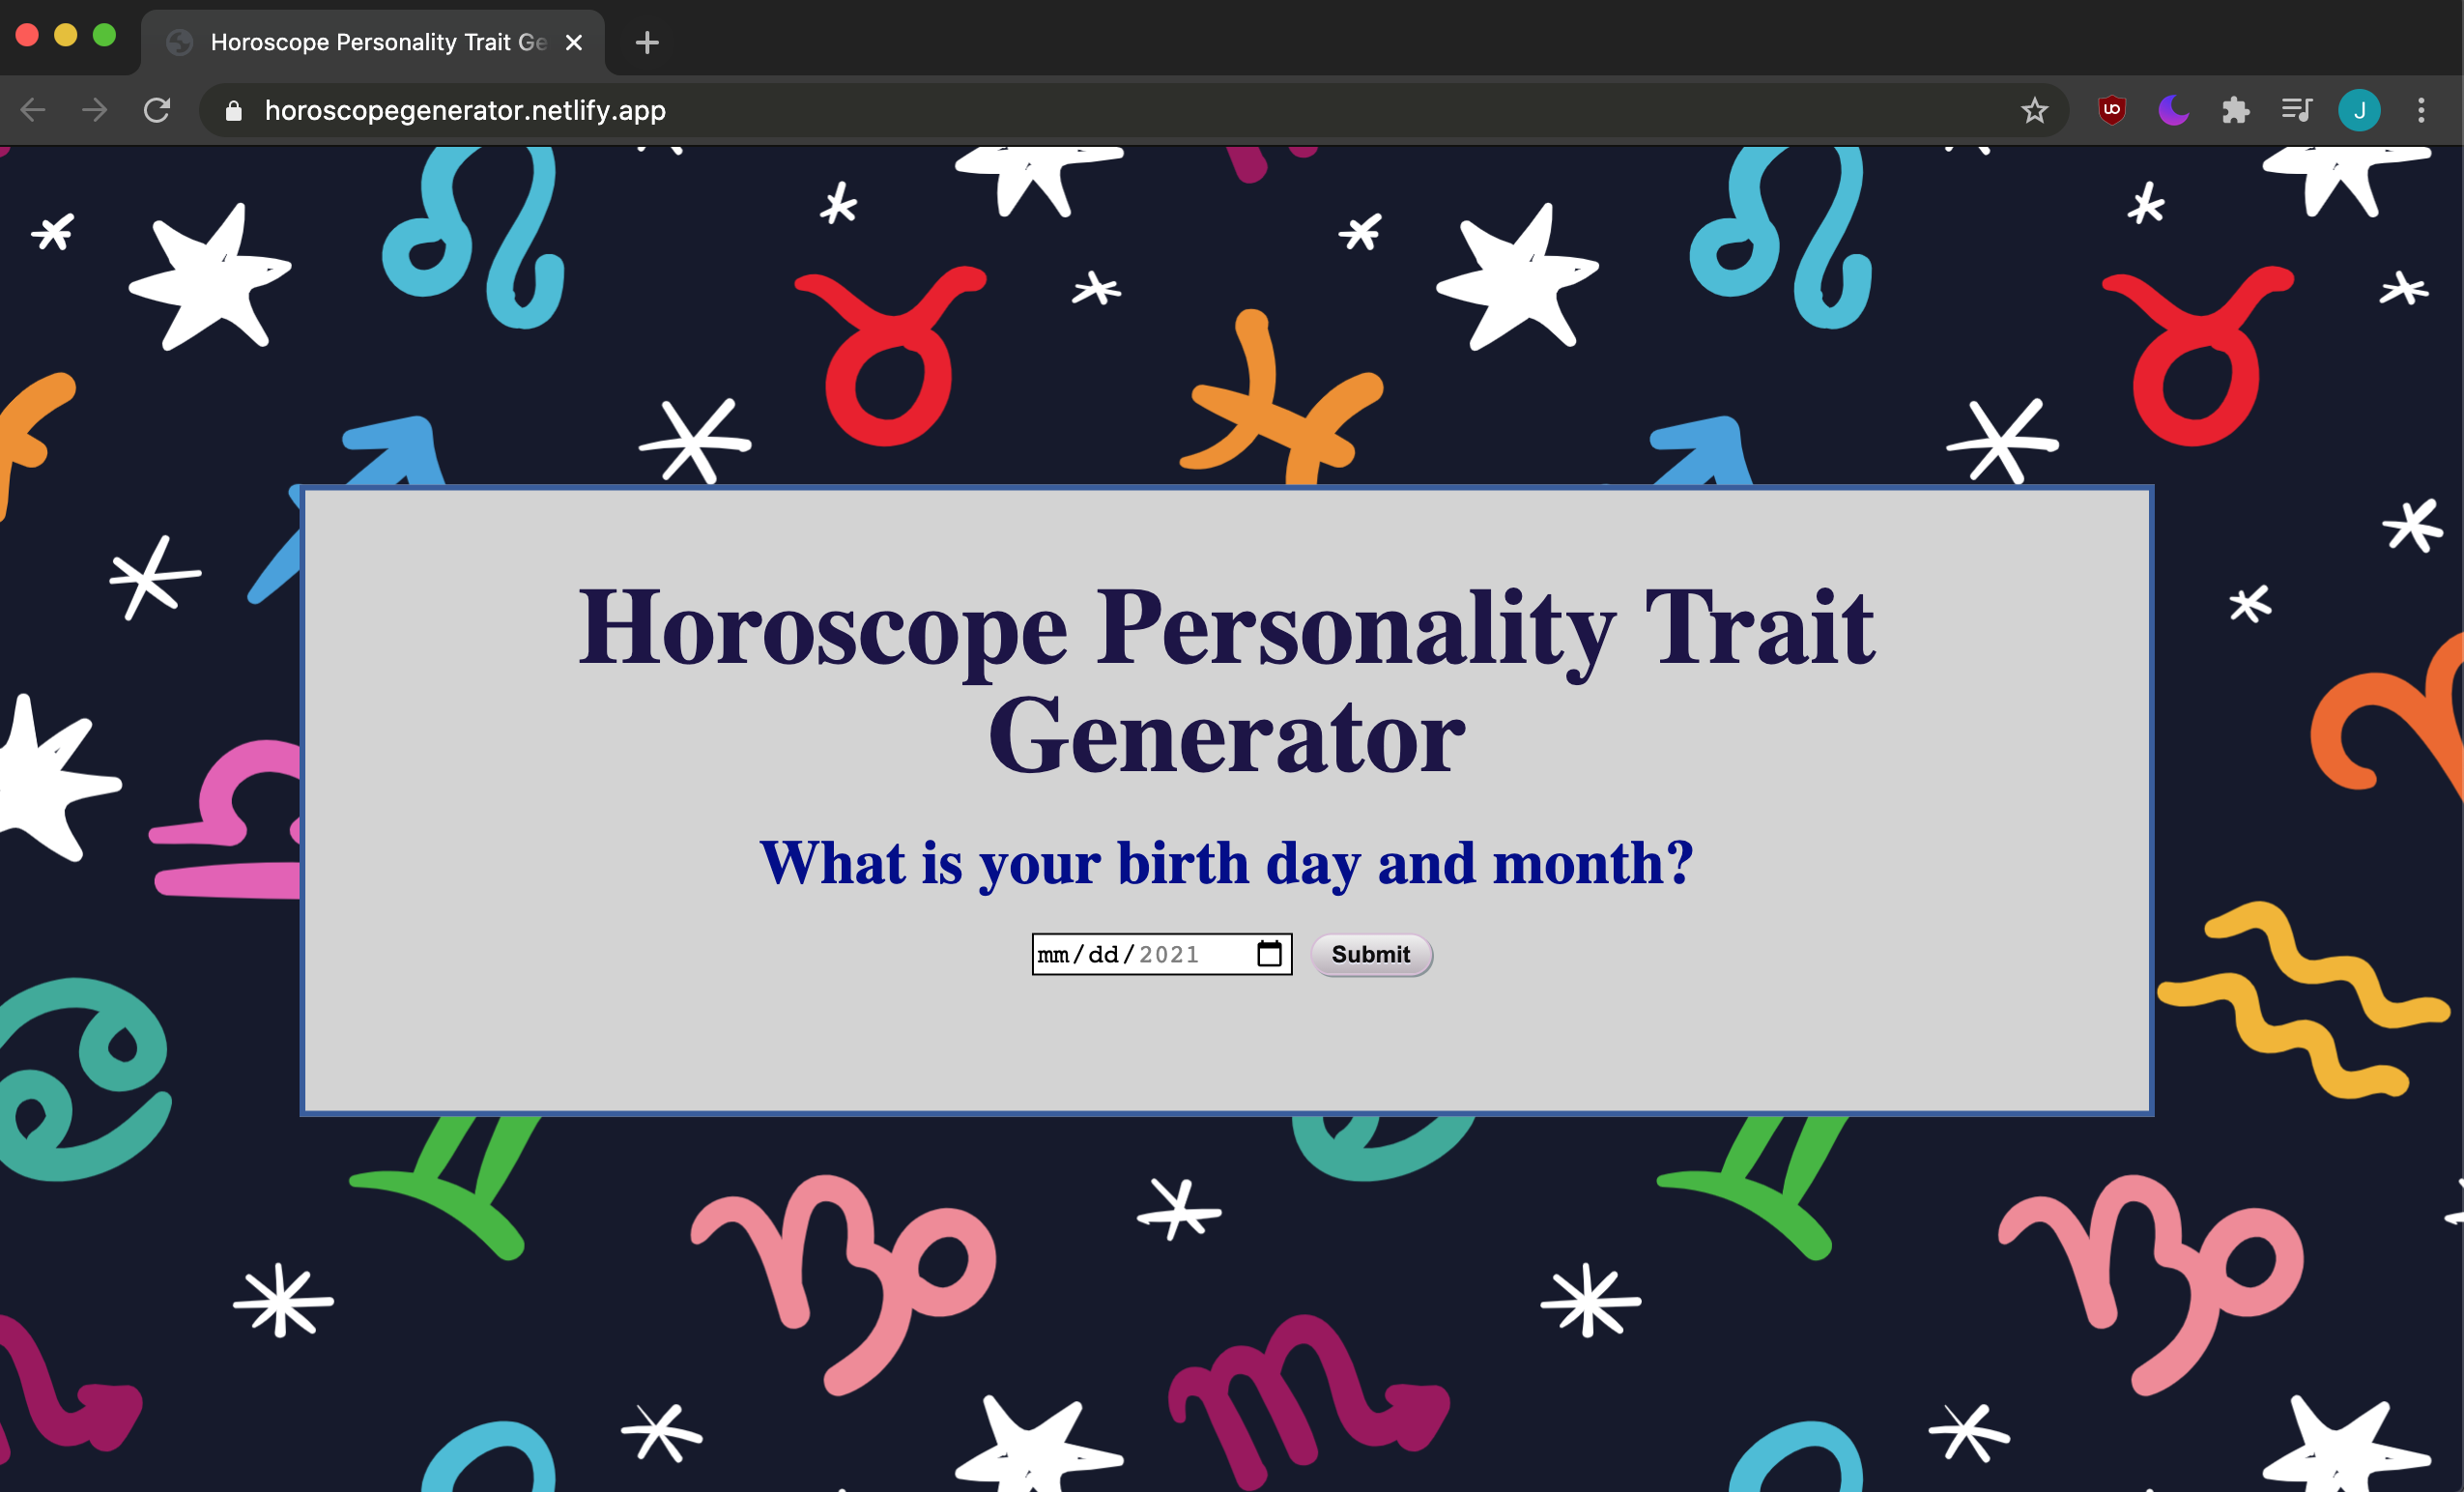 Horoscope Personality Trait Ge
horoscopegenerator.netlify.app
J
Horoscope Personality Trait
Generator
What is your birth day and month?
mm/dd/2021
Submit